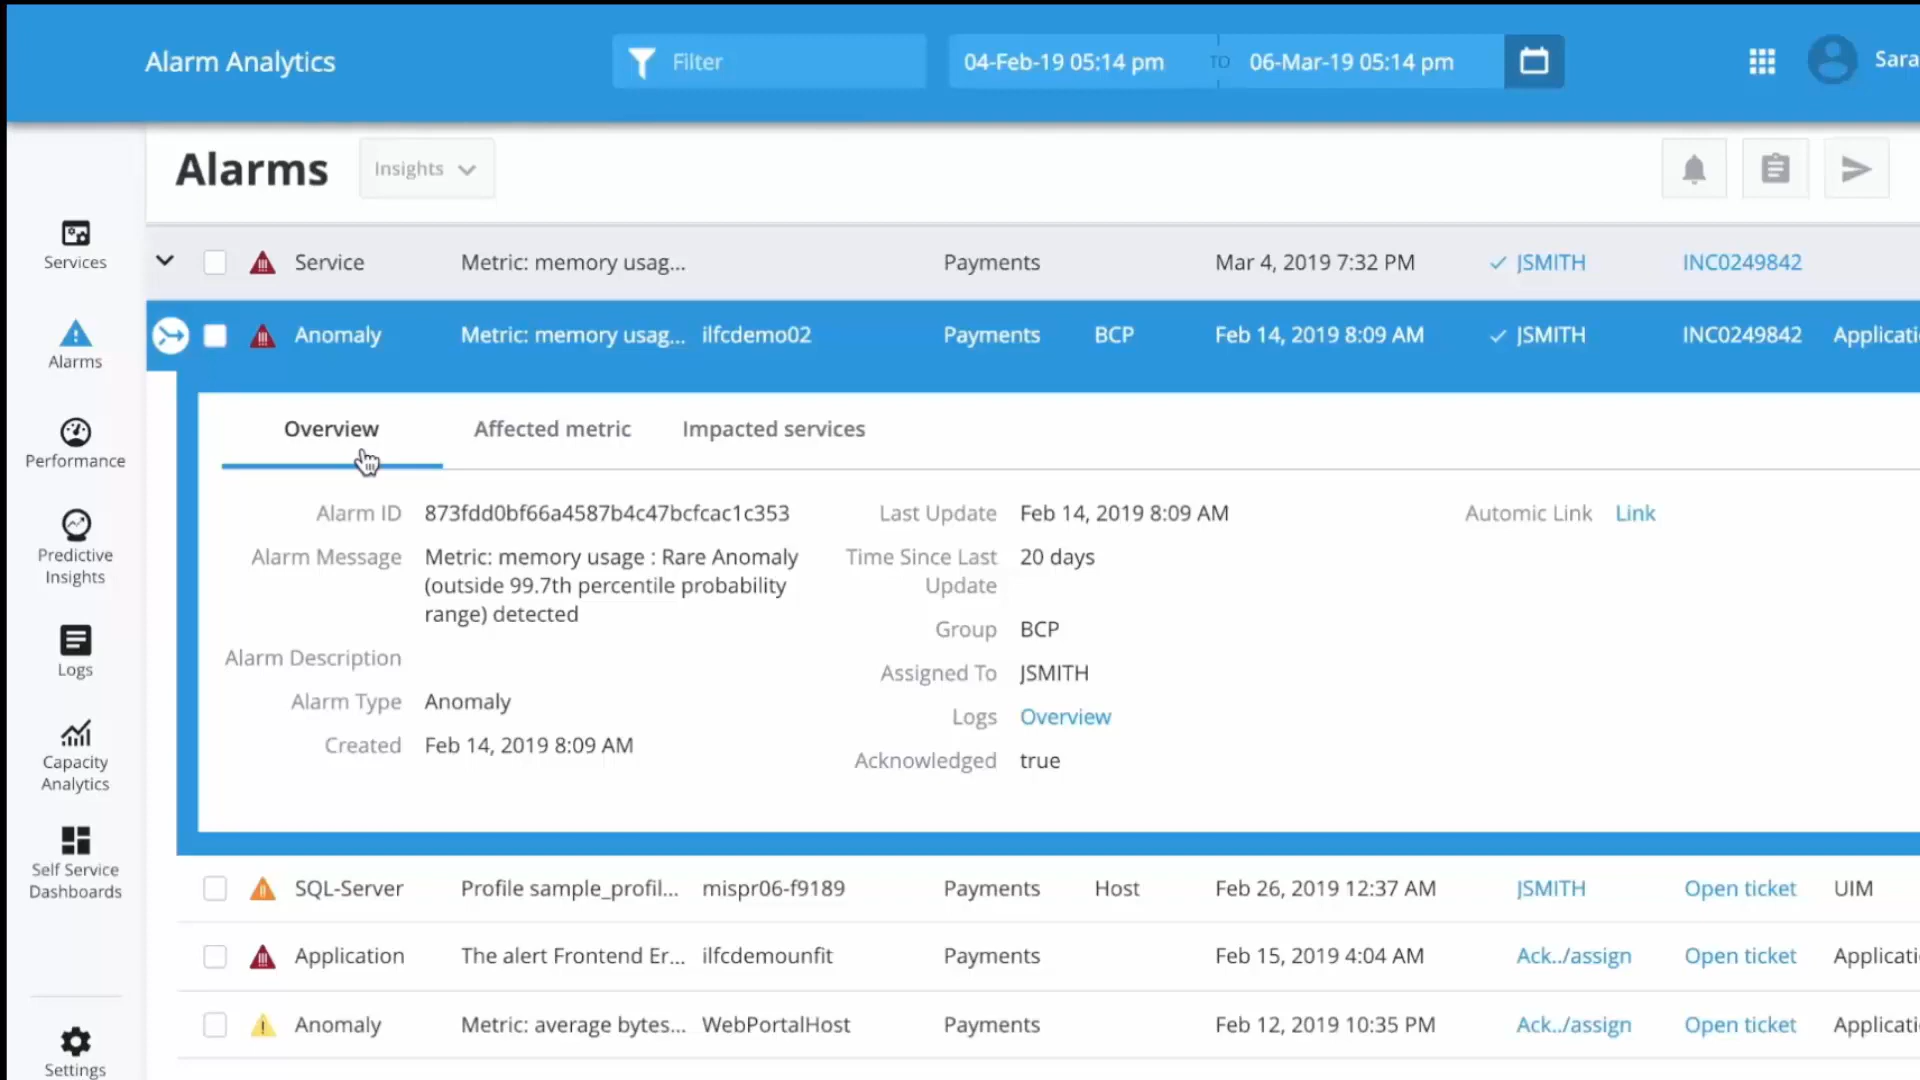 Alarm Analytics
Filter
04-Feb-19 05:14 pm TO 06-Mar-19 05:14 pm
Sara
Alarms
Insights
Services
Alarms
Performance
Predictive
Insights
Logs
Capacity
Analytics
Self Service
Dashboards
Settings
Service Metric: memory usag... Payments Mar 4, 2019 7:32 PM JSMITH INC0249842
Anomaly Metric: memory usag... ilfcdemo02 Payments BCP Feb 14, 2019 8:09 AM JSMITH INC0249842 Applicati
Overview Affected metric Impacted services
Alarm ID 873fdd0bf66a4587b4c47bcfcac1c353
Alarm Message Metric: memory usage : Rare Anomaly
(outside 99.7th percentile probability
range) detected
Alarm Description
Alarm Type Anomaly
Created Feb 14, 2019 8:09 AM
Last Update Feb 14, 2019 8:09 AM
Time Since Last 20 days
Update
Group BCP
Assigned To JSMITH
Logs Overview
Acknowledged true
Automic Link Link
SQL-Server Profile sample_profil... mispr06-f9189 Payments Host Feb 26, 2019 12:37 AM JSMITH Open ticket UIM
Application The alert Frontend Er... ilfcdemounfit Payments Feb 15, 2019 4:04 AM Ack../assign Open ticket Applicati
Anomaly Metric: average bytes... WebPortalHost Payments Feb 12, 2019 10:35 PM Ack../assign Open ticket Applicati